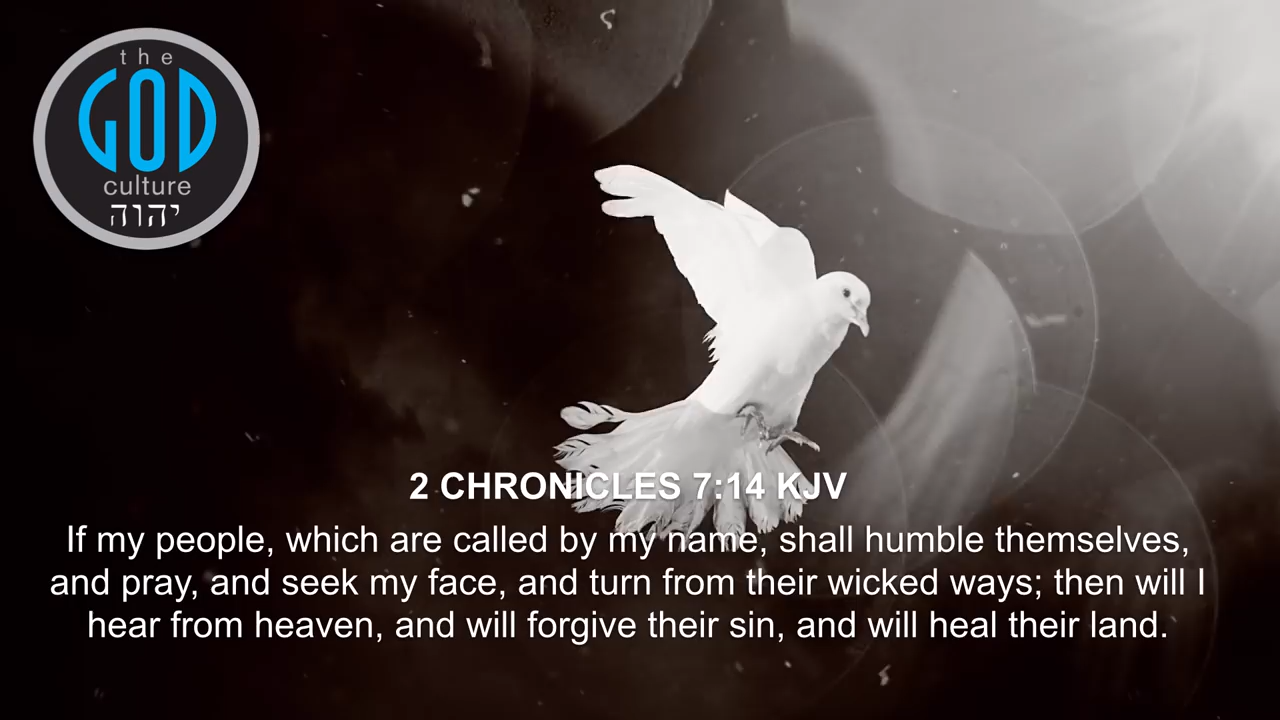 the
GOD
culture
יהוה
2 CHRONICLES 7:14 KJV
If my people, which are called by my name, shall humble themselves,
and pray, and seek my face, and turn from their wicked ways; then will I
hear from heaven, and will forgive their sin, and will heal their land.